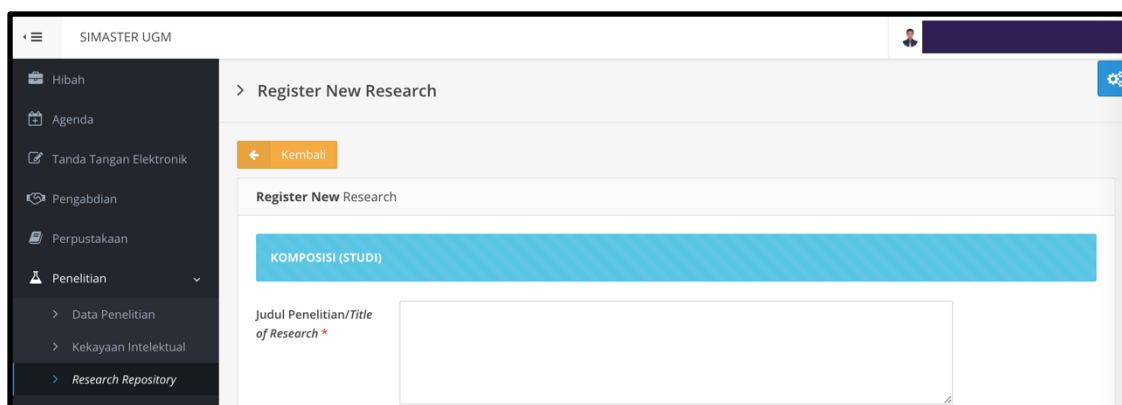 SIMASTER UGM
Hibah
Agenda
Tanda Tangan Elektronik
Pengabdian
Perpustakaan
Penelitian
Data Penelitian
Kekayaan Intelektual
Research Repository
Register New Research
Kembali
Register New Research
KOMPOSISI (STUDI)
Judul Penelitian/Title
of Research *